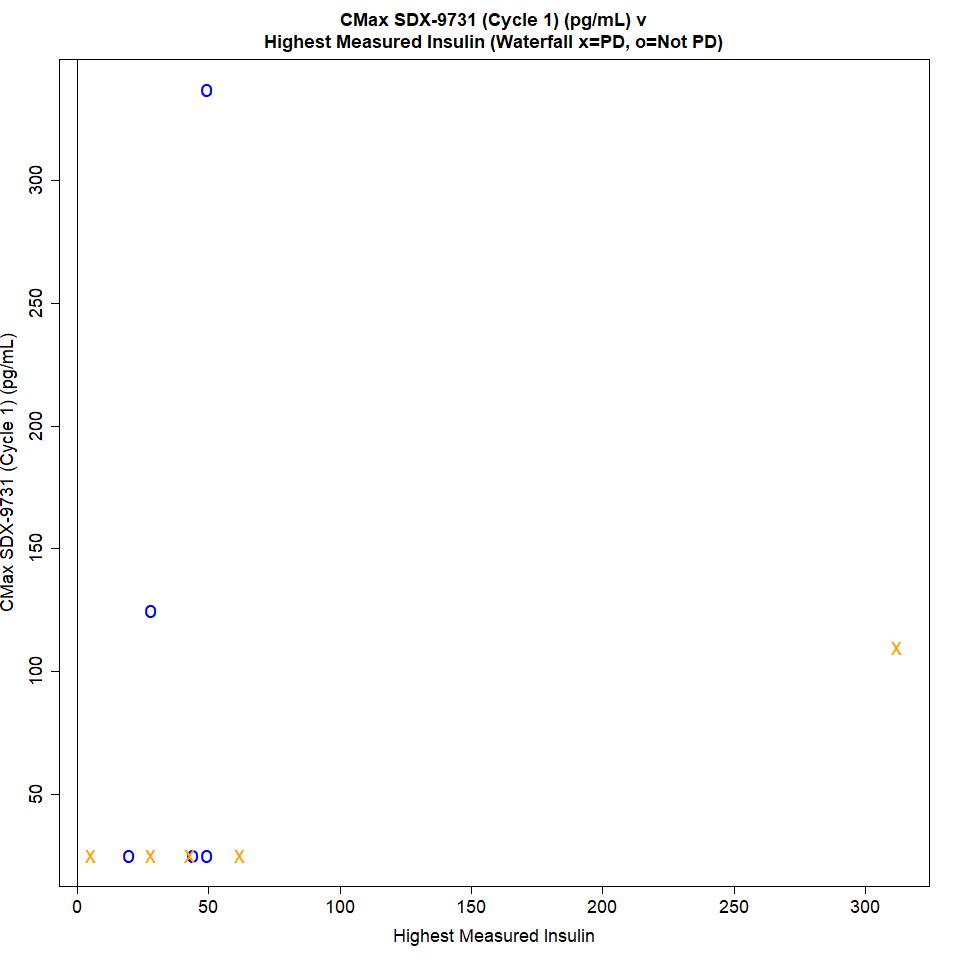 CMax SDX-9731 (Cycle 1) (pg/mL) v
Highest Measured Insulin (Waterfall x=PD, o=Not PD)
CMax SDX-9731 (Cycle 1) (pg/mL)
300
250
200
150
100
50
O
O
X
X
O
X
X
O
O
X
0
50
100
150
200
250
300
Highest Measured Insulin